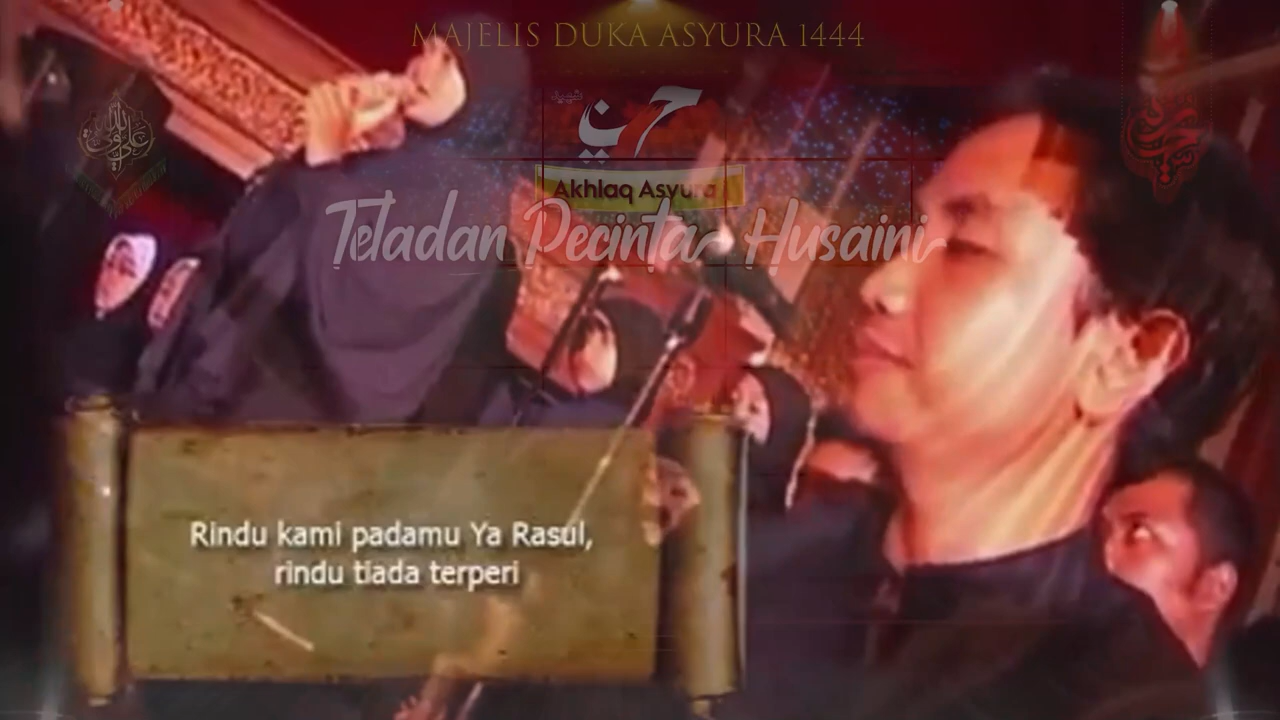 MAJELIS DUKA ASYURA 1444
Akhlaq Asyura
Teladan Pecinta Husaini
Rindu kami padamu Ya Rasul,
rindu tiada terperi